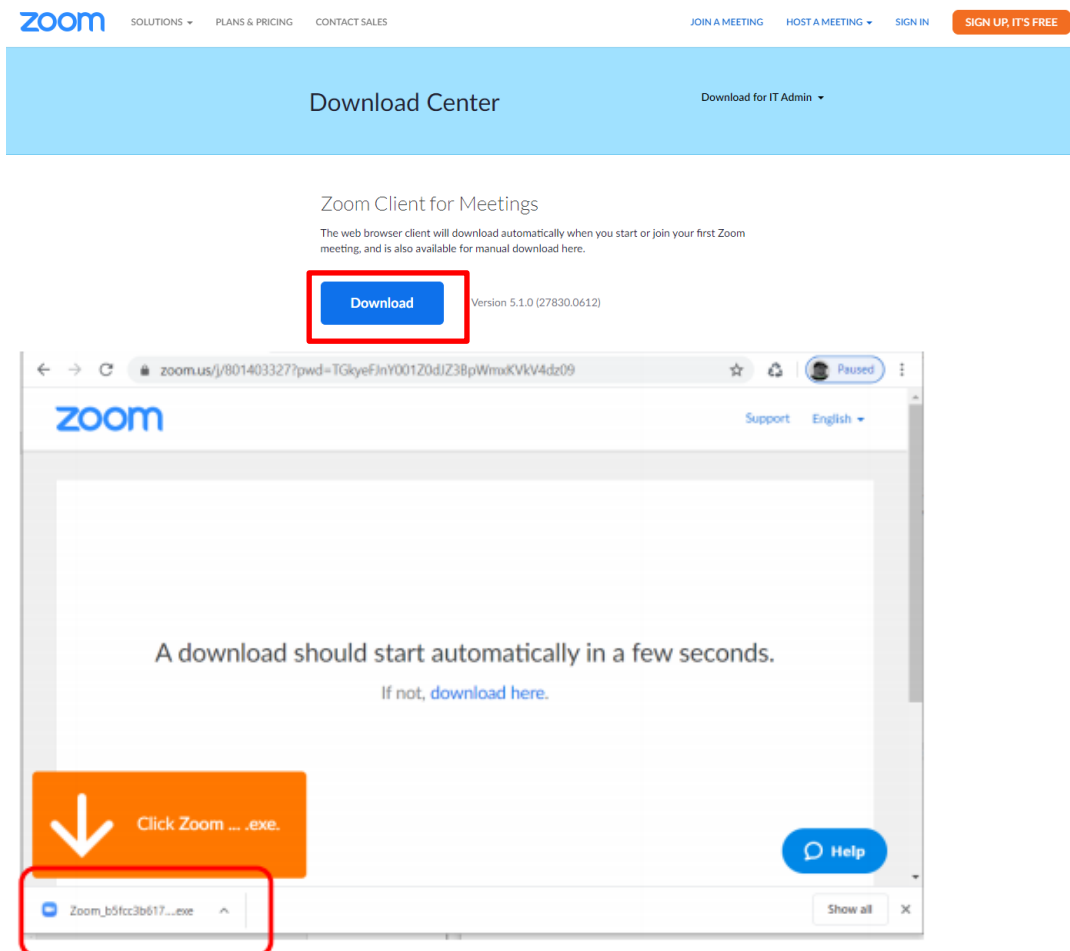 zoom
SOLUTIONS PLANS & PRICING CONTACT SALES JOIN A MEETING HOST A MEETING SIGN IN SIGN UP, IT'S FREE
Download Center
Download for IT Admin
Zoom Client for Meetings
The web browser client will download automatically when you start or join your first Zoom
meeting, and is also available for manual download here.
Download
Version 5.1.0 (27830.0612)
Paused
zoom
Support English
A download should start automatically in a few seconds.
If not, download here.
Click Zoom ... .exe.
Help
Zoom_b5fcc3b617....exe
Show all